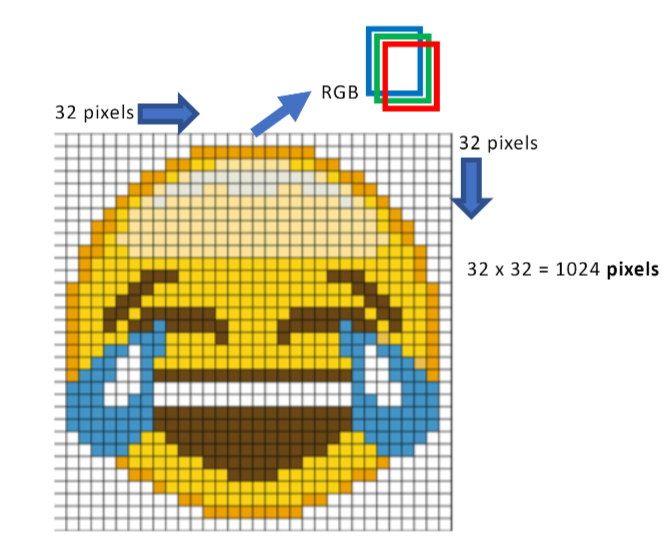 RGB
32 pixels
32 pixels
32 x 32 = 1024 pixels